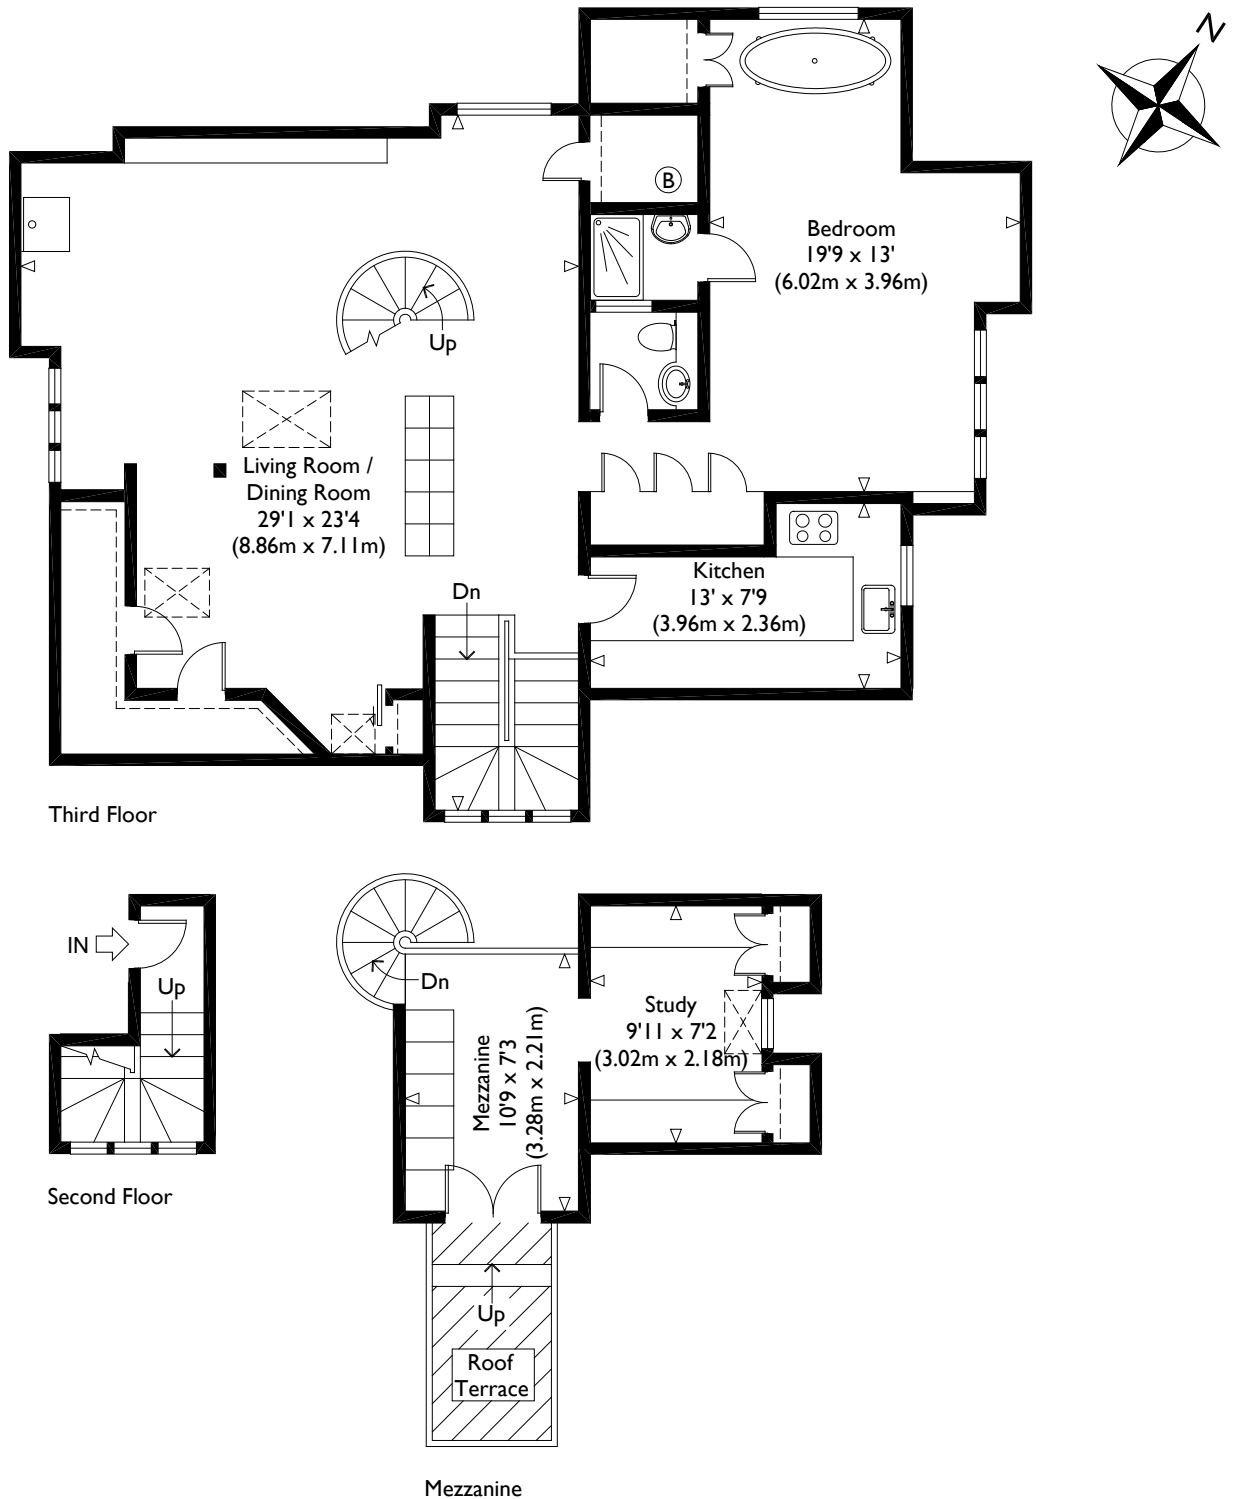 N
Bedroom
19'9 x 13'
(6.02m x 3.96m)
B
Up
Living Room /
Dining Room
29'1 x 23'4
(8.86m x 7.11m)
Dn
Kitchen
13' x 7'9
(3.96m x 2.36m)
Third Floor
IN
Up
Second Floor
Dn
Mezzanine
10'9 x 7'3
(3.28m x 2.21m)
Study
9'11 x 7'2
(3.02m x 2.18m)
Up
Roof
Terrace
Mezzanine